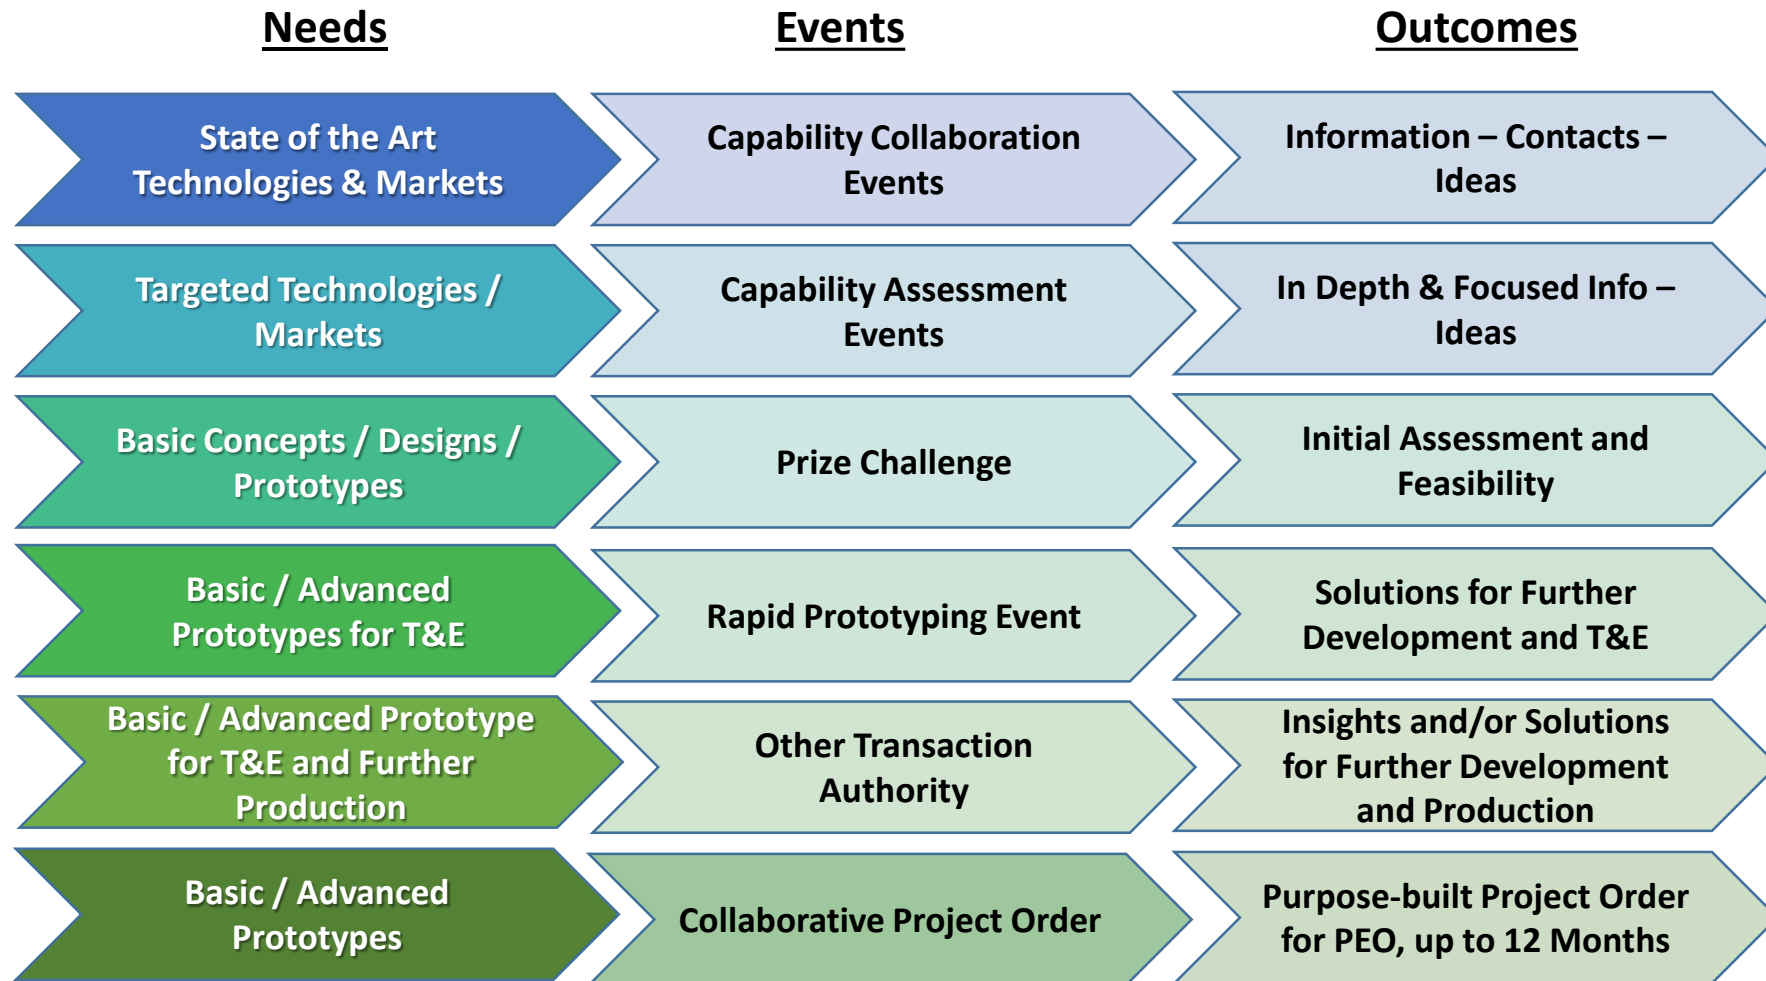 Needs
Events
Outcomes
State of the Art
Technologies & Markets
Capability Collaboration
Events
Information – Contacts –
Ideas
Targeted Technologies /
Markets
Capability Assessment
Events
In Depth & Focused Info –
Ideas
Basic Concepts / Designs /
Prototypes
Prize Challenge
Initial Assessment and
Feasibility
Basic / Advanced
Prototypes for T&E
Rapid Prototyping Event
Solutions for Further
Development and T&E
Basic / Advanced Prototype
for T&E and Further
Production
Other Transaction
Authority
Insights and/or Solutions
for Further Development
and Production
Basic / Advanced
Prototypes
Collaborative Project Order
Purpose-built Project Order
for PEO, up to 12 Months